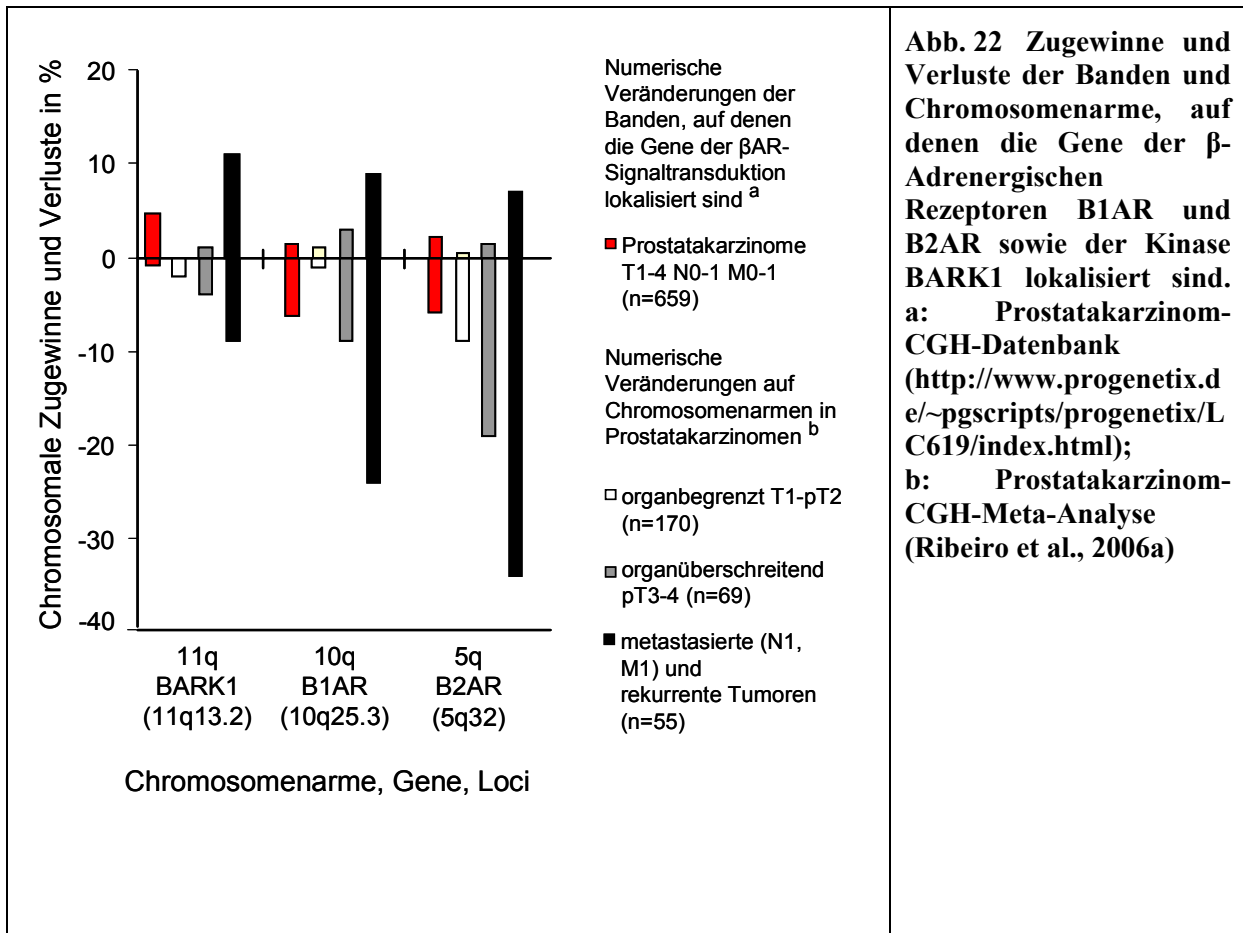 Chromosomale Zugewinne und Verluste in %
20
10
0
-10
-20
-30
-40
11q
BARK1
(11q13.2)
10q
B1AR
(10q25.3)
5q
B2AR
(5q32)
Chromosomenarme, Gene, Loci
Numerische
Veränderungen der
Banden, auf denen
die Gene der βAR-
Signaltransduktion
lokalisiert sind a
Prostatakarzinome
T1-4 N0-1 M0-1
(n=659)
Numerische
Veränderungen auf
Chromosomenarmen in
Prostatakarzinomen b
organbegrenzt T1-pT2
(n=170)
organüberschreitend
pT3-4 (n=69)
metastasierte (N1,
M1) und
rekurrente Tumoren
(n=55)
Abb. 22 Zugewinne und
Verluste der Banden und
Chromosomenarme, auf
denen die Gene der β-
Adrenergischen
Rezeptoren B1AR und
B2AR sowie der Kinase
BARK1 lokalisiert sind.
a: Prostatakarzinom-
CGH-Datenbank
(http://www.progenetix.d
e/~pgscripts/progenetix/L
C619/index.html);
b: Prostatakarzinom-
CGH-Meta-Analyse
(Ribeiro et al., 2006a)